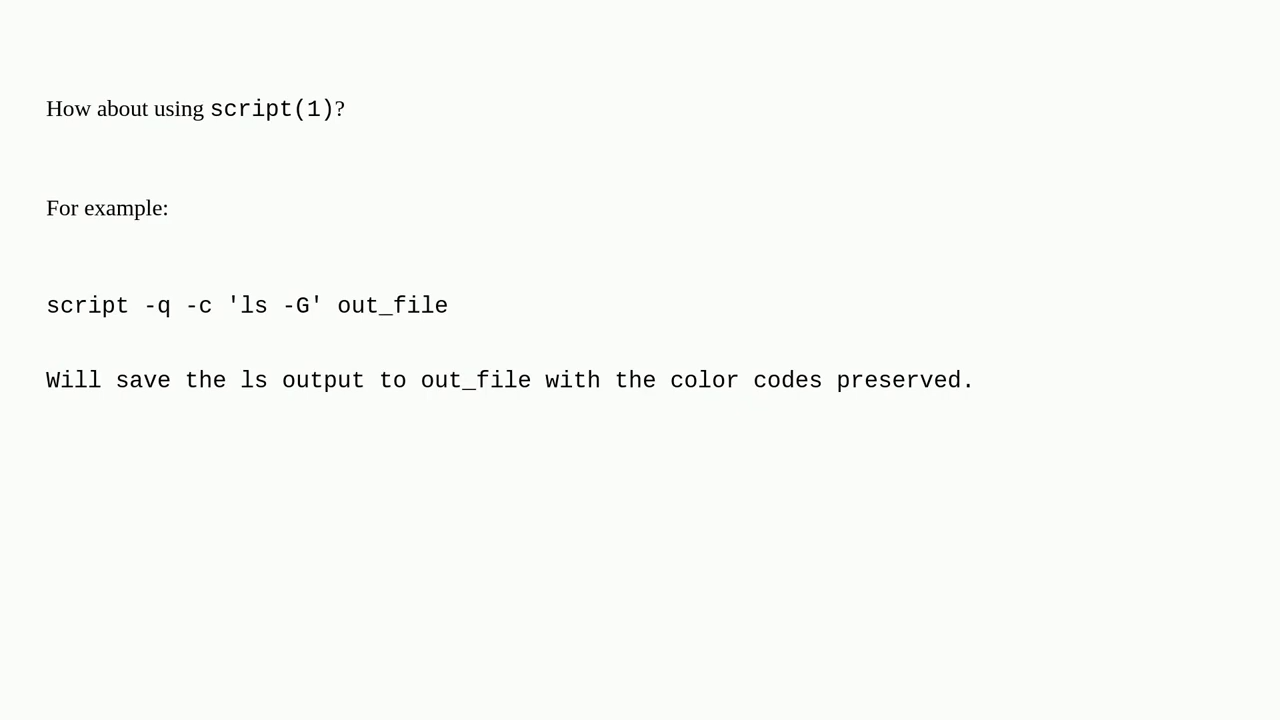 How about using script(1)?
For example:
script -q -c 'ls -G' out_file
Will save the ls output to out_file with the color codes preserved.